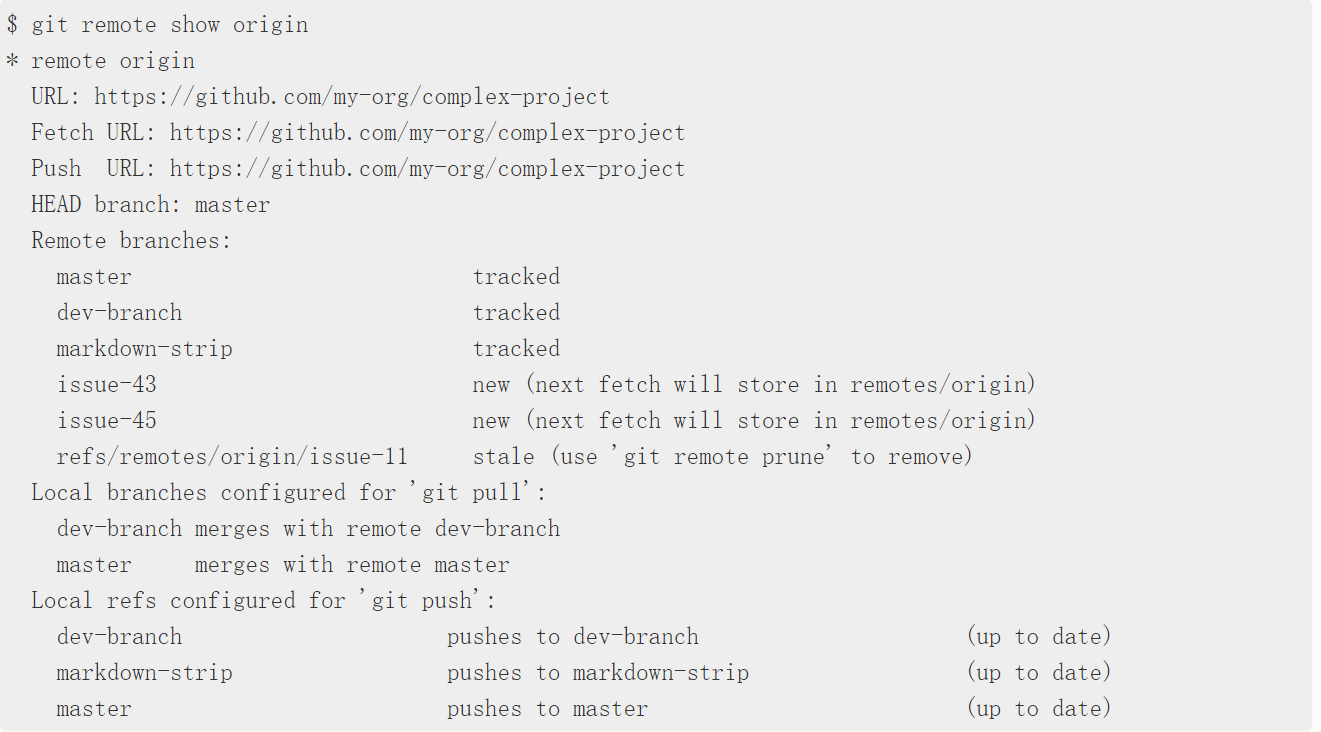 $ git remote show origin
* remote origin
  URL: https://github.com/my-org/complex-project
  Fetch URL: https://github.com/my-org/complex-project
  Push  URL: https://github.com/my-org/complex-project
  HEAD branch: master
  Remote branches:
    master                           tracked
    dev-branch                       tracked
    markdown-strip                   tracked
    issue-43                         new (next fetch will store in remotes/origin)
    issue-45                         new (next fetch will store in remotes/origin)
    refs/remotes/origin/issue-11     stale (use 'git remote prune' to remove)
  Local branches configured for 'git pull':
    dev-branch merges with remote dev-branch
    master     merges with remote master
  Local refs configured for 'git push':
    dev-branch                     pushes to dev-branch                     (up to date)
    markdown-strip                 pushes to markdown-strip                 (up to date)
    master                         pushes to master                         (up to date)